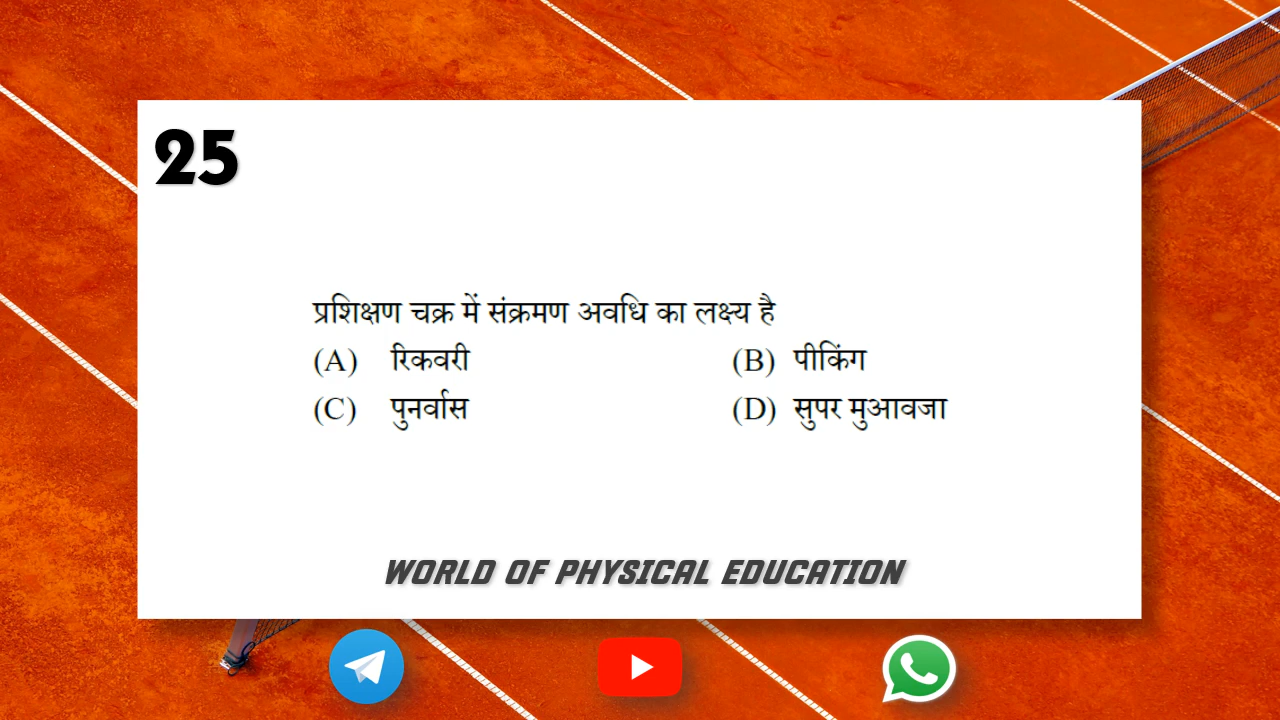 25
प्रशिक्षण चक्र में संक्रमण अवधि का लक्ष्य है
(A) रिकवरी (B) पीकिंग
(C) पुनर्वास (D) सुपर मुआवजा
WORLD OF PHYSICAL EDUCATION